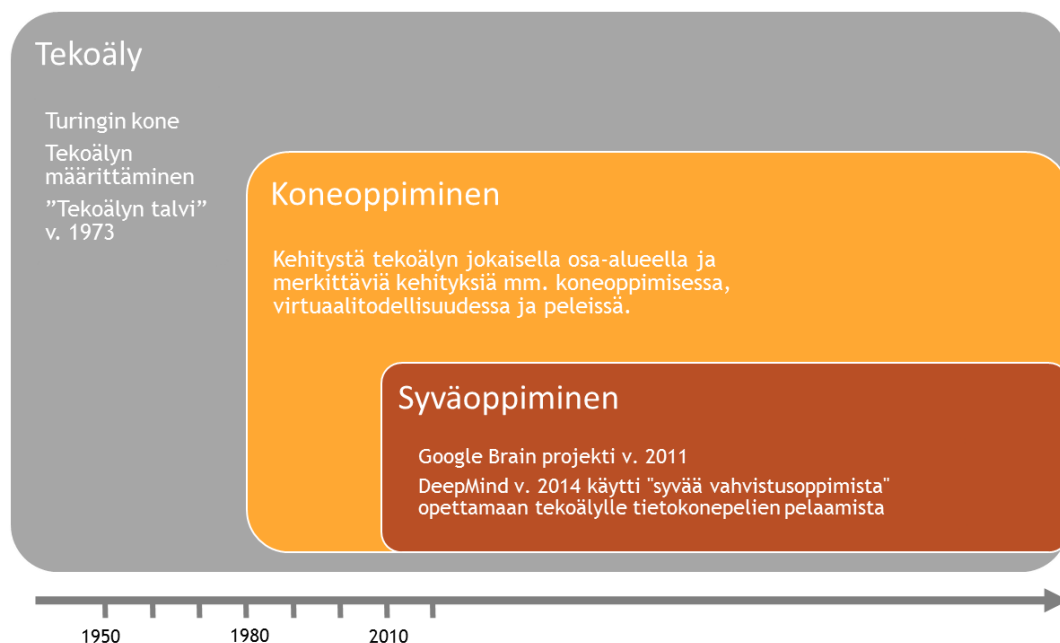 Tekoäly
Turingin kone
Tekoälyn
määrittäminen
”Tekoälyn talvi”
v. 1973
Koneoppiminen
Kehitystä tekoälyn jokaisella osa-alueella ja
merkittäviä kehityksiä mm. koneoppimisessa,
virtuaalitodellisuudessa ja peleissä.
Syväoppiminen
Google Brain projekti v. 2011
DeepMind v. 2014 käytti "syvää vahvistusoppimista"
opettamaan tekoälylle tietokonepelien pelaamista
1950 1980 2010